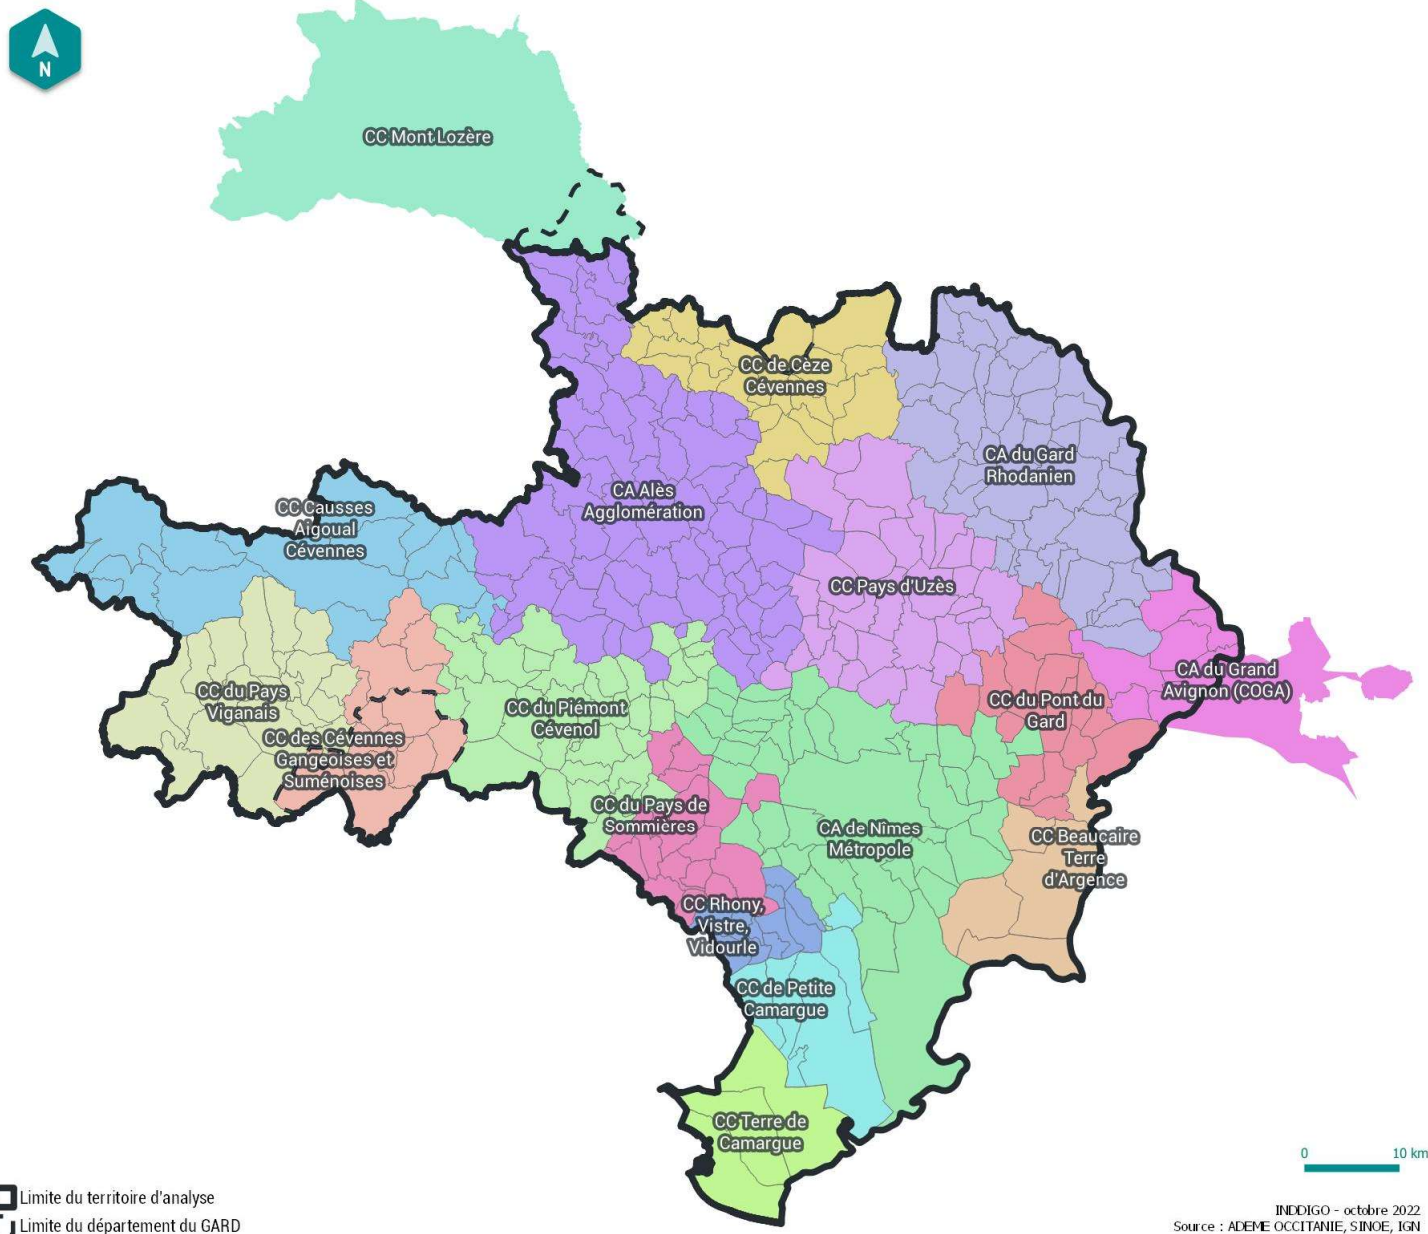 N
CC Mont Lozère
CC de Cèze
Cévennes
CA du Gard
Rhodanien
CA Alès
Agglomération
CC Causses
Aigoual
Cévennes
CC Pays d'Uzès
CA du Grand
Avignon (COGA)
CC du Pays
Viganais
CC du Piémont
Cévenol
CC du Pont du
Gard
CC des Cévennes
Gangeoises et
Suménoises
CC du Pays de
Sommières
CA de Nîmes
Métropole
CC Beaucaire
Terre
d'Argence
CC Rhony,
Vistre,
Vidourle
CC de Petite
Camargue
CC Terre de
Camargue
0 10 km
Limite du territoire d'analyse
Limite du département du GARD
INDDIGO - octobre 2022
Source : ADEME OCCITANIE, SINOE, IGN